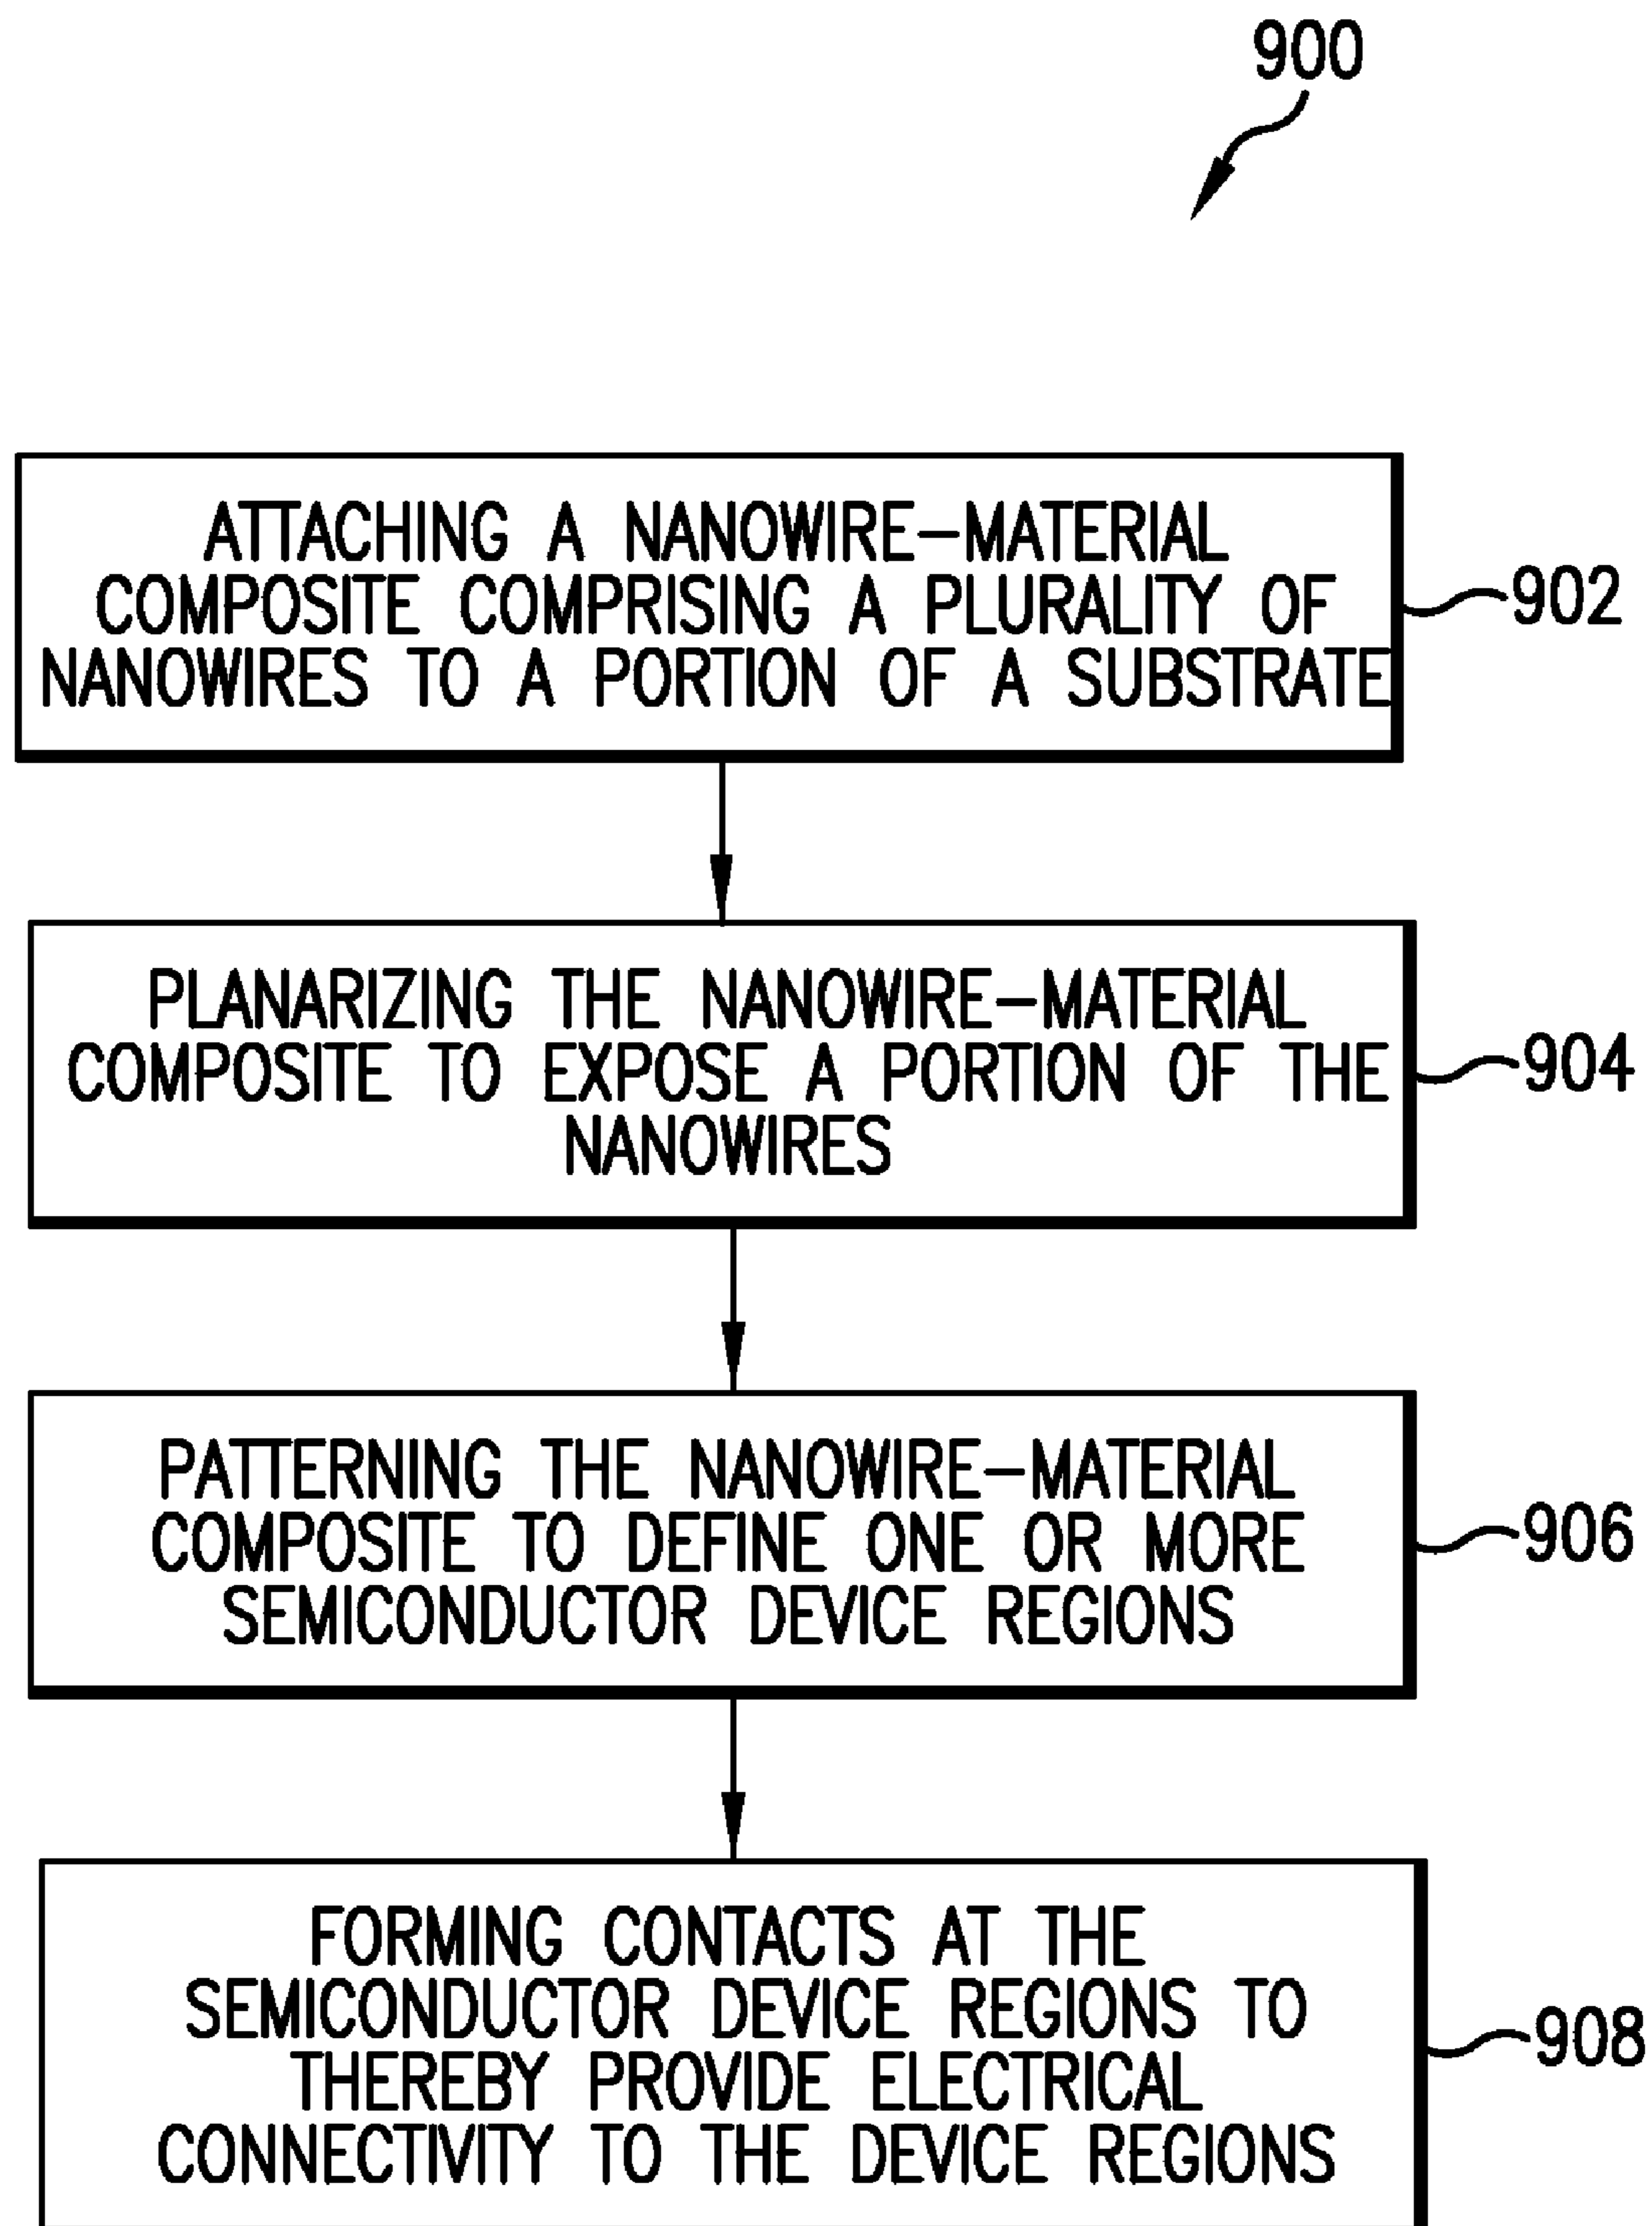 900
ATTACHING A NANOWIRE-MATERIAL
COMPOSITE COMPRISING A PLURALITY OF
NANOWIRES TO A PORTION OF A SUBSTRATE
902
PLANARIZING THE NANOWIRE-MATERIAL
COMPOSITE TO EXPOSE A PORTION OF THE
NANOWIRES
904
PATTERNING THE NANOWIRE-MATERIAL
COMPOSITE TO DEFINE ONE OR MORE
SEMICONDUCTOR DEVICE REGIONS
906
FORMING CONTACTS AT THE
SEMICONDUCTOR DEVICE REGIONS TO
THEREBY PROVIDE ELECTRICAL
CONNECTIVITY TO THE DEVICE REGIONS
908